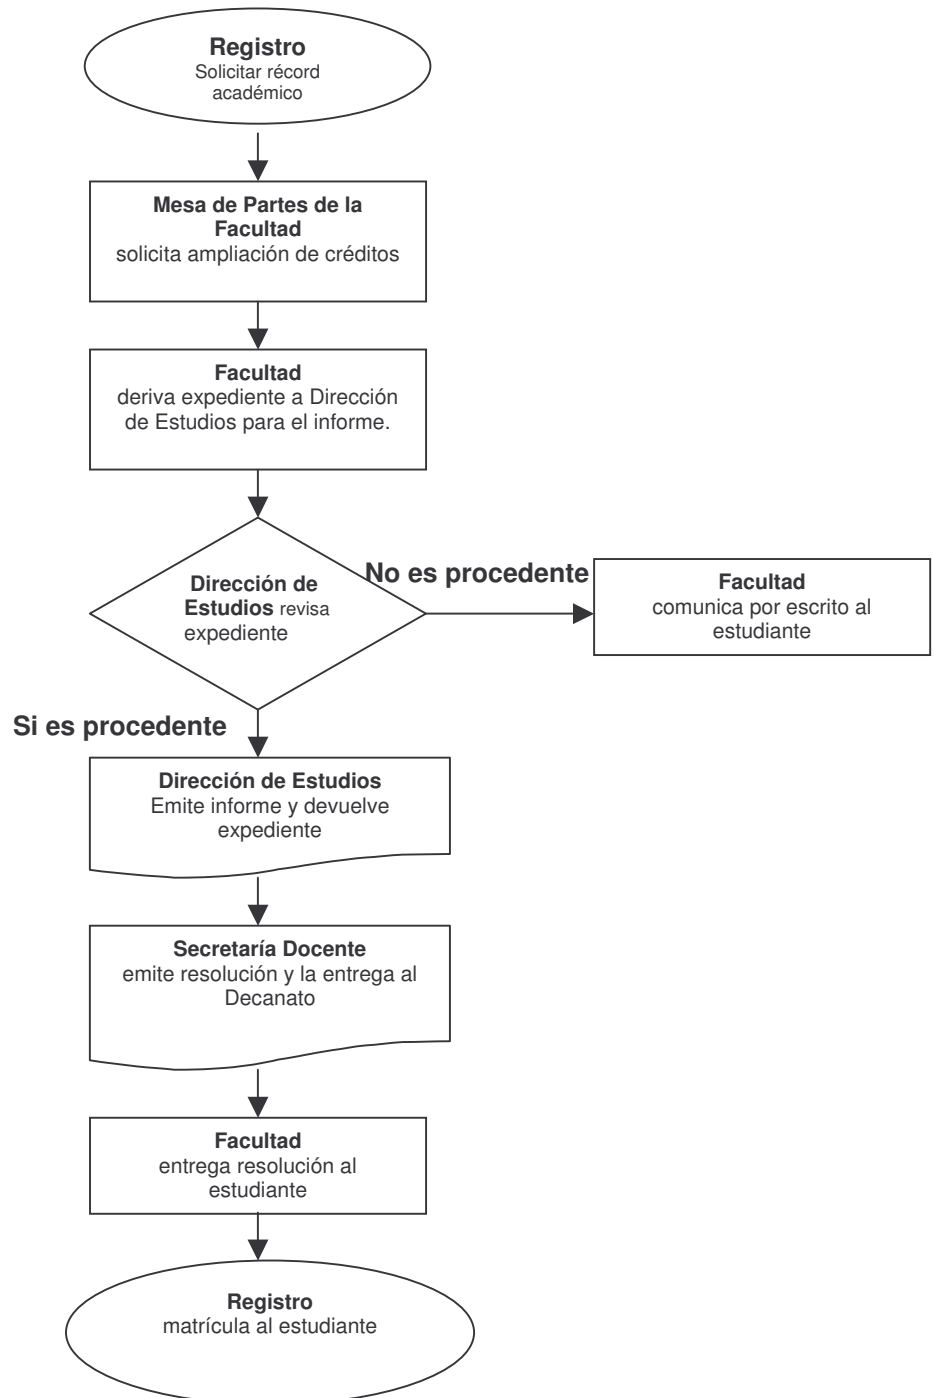 Registro
Solicitar récord
académico
Mesa de Partes de la
Facultad
solicita ampliación de créditos
Facultad
deriva expediente a Dirección
de Estudios para el informe.
Dirección de
Estudios revisa
expediente
No es procedente
Facultad
comunica por escrito al
estudiante
Si es procedente
Dirección de Estudios
Emite informe y devuelve
expediente
Secretaría Docente
emite resolución y la entrega al
Decanato
Facultad
entrega resolución al
estudiante
Registro
matrícula al estudiante